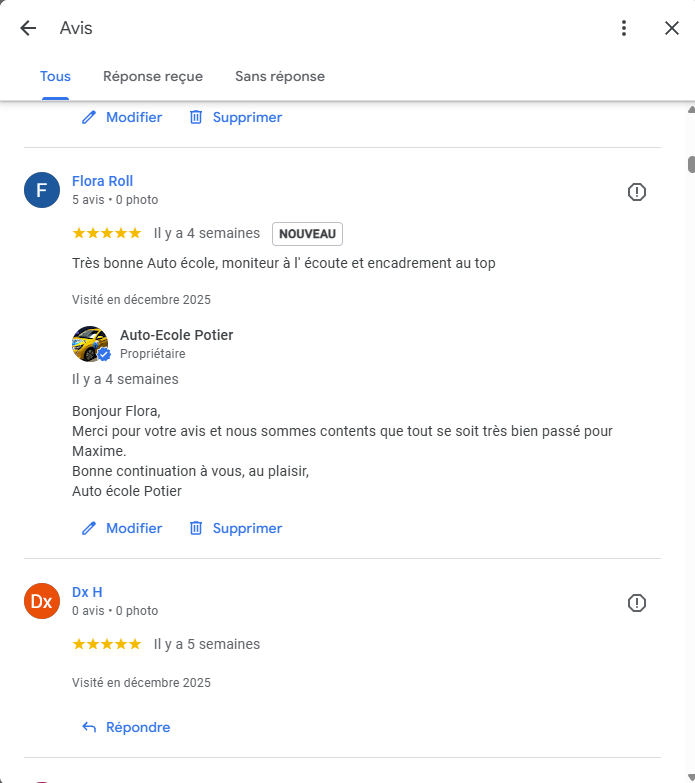 Avis
Tous Réponse reçue Sans réponse
Modifier Supprimer
F
Flora Roll
5 avis • 0 photo
Il y a 4 semaines NOUVEAU
Très bonne Auto école, moniteur à l' écoute et encadrement au top
Visité en décembre 2025
Auto-Ecole Potier
Propriétaire
Il y a 4 semaines
Bonjour Flora,
Merci pour votre avis et nous sommes contents que tout se soit très bien passé pour
Maxime.
Bonne continuation à vous, au plaisir,
Auto école Potier
Modifier Supprimer
Dx
Dx H
0 avis • 0 photo
Il y a 5 semaines
Visité en décembre 2025
Répondre